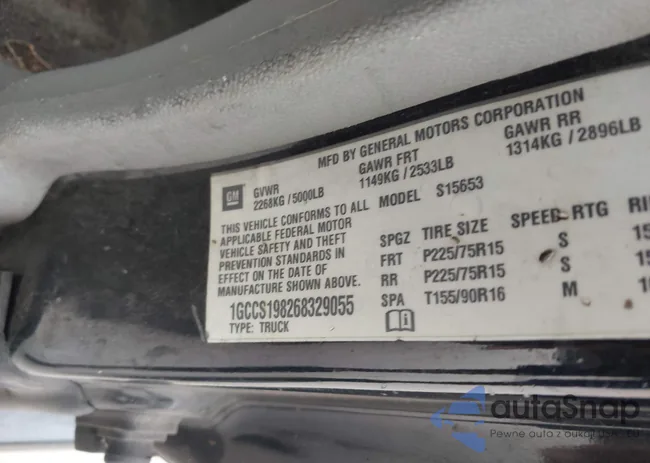 MFD BY GENERAL MOTORS CORPORATION
GM
GVWR GAWR FRT GAWR RR
2268KG / 5000LB 1149KG / 2533LB 1314KG / 2896LB
THIS VEHICLE CONFORMS TO ALL
APPLICABLE FEDERAL MOTOR
VEHICLE SAFETY AND THEFT
PREVENTION STANDARDS IN
EFFECT ON THE DATE OF
MANUFACTURE SHOWN ABOVE.
1GCCS198268329055
TYPE: TRUCK
MODEL S15653
SPGZ TIRE SIZE SPEED RTG
FRT P225/75R15 S
RR P225/75R15 S
SPA T155/90R16 M
autoSnap
Pewne auta z aukcji